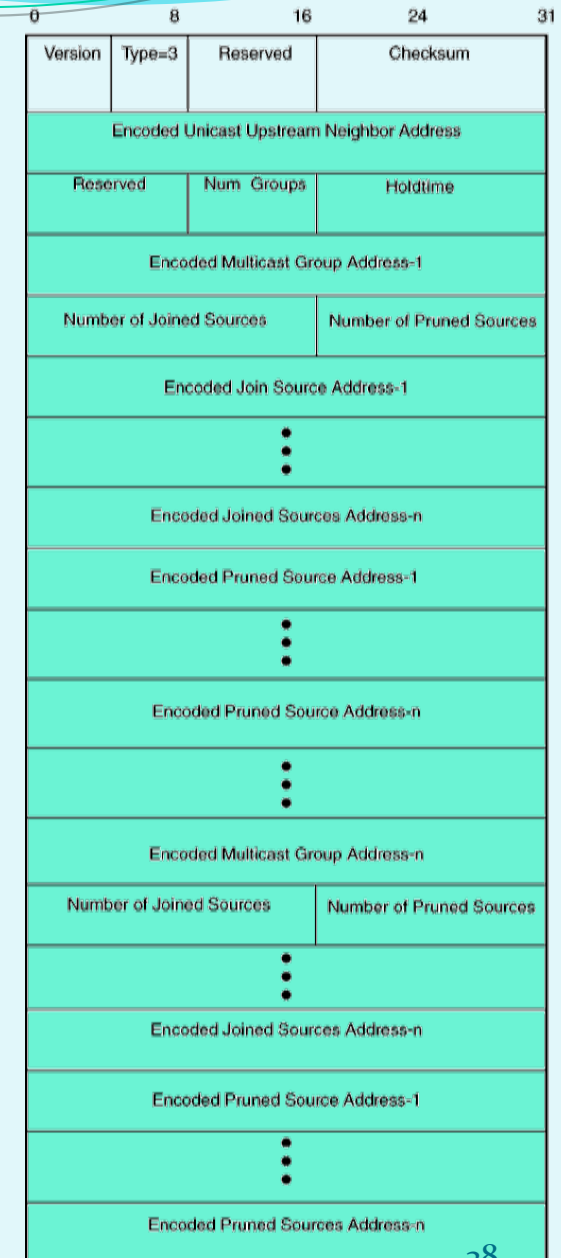 0 8 16 24 31
Version Type=3 Reserved Checksum
Encoded Unicast Upstream Neighbor Address
Reserved Num Groups Holdtime
Encoded Multicast Group Address-1
Number of Joined Sources Number of Pruned Sources
Encoded Join Source Address-1
Encoded Joined Sources Address-n
Encoded Pruned Source Address-1
Encoded Pruned Source Address-n
Encoded Multicast Group Address-n
Number of Joined Sources Number of Pruned Sources
Encoded Joined Sources Address-n
Encoded Pruned Source Address-1
Encoded Pruned Sources Address-n